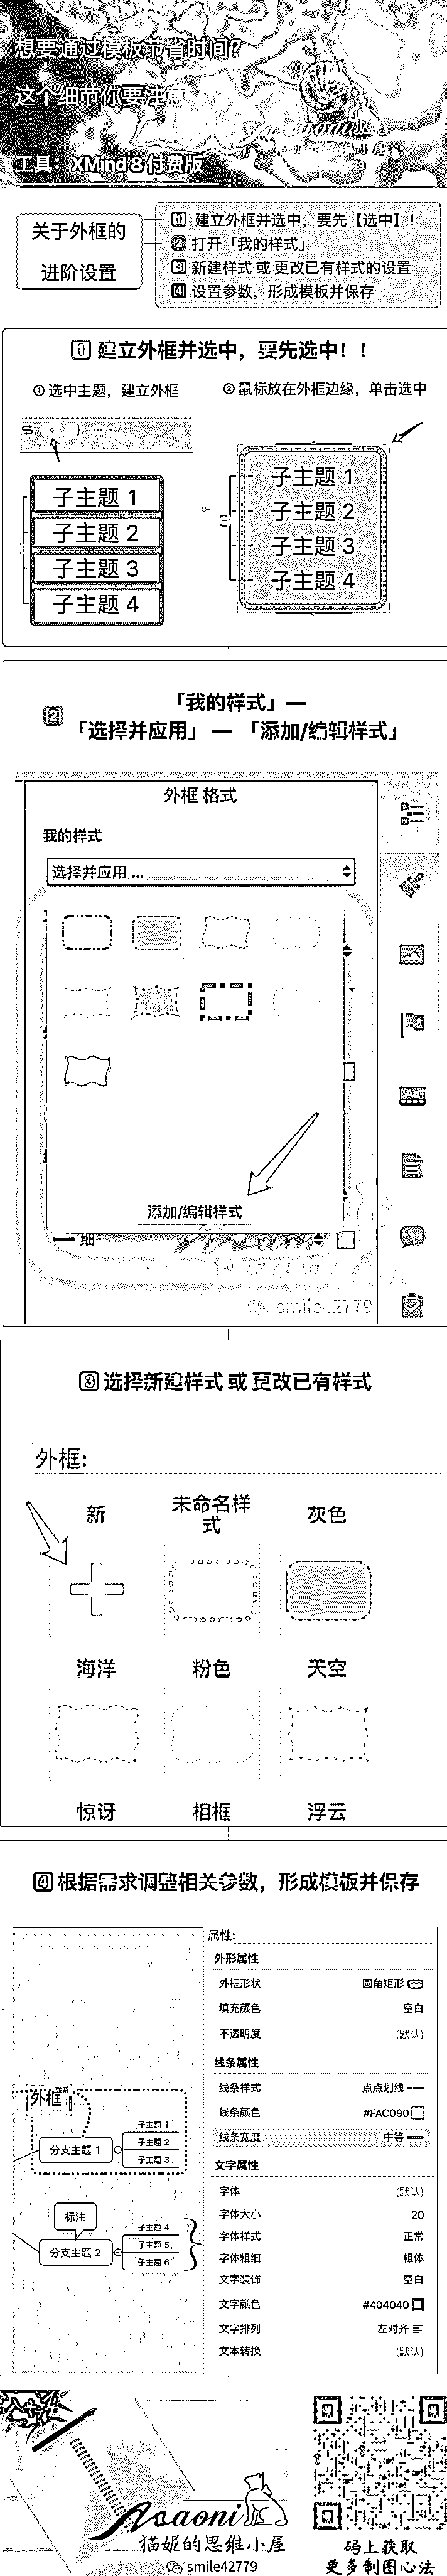 想要通过模板节省时间?
这个细节你要注意
工具：XMind 8 付费版
Asaoni
关于外框的
进阶设置
1 建立外框并选中，要先【选中】！
2 打开「我的样式」
3 新建样式 或 更改已有样式的设置
4 设置参数，形成模板并保存
1 建立外框并选中，要先选中！！
① 选中主题，建立外框
② 鼠标放在外框边缘，单击选中
子主题 1
子主题 2
子主题 3
子主题 4
子主题 1
子主题 2
子主题 3
子主题 4
2 「我的样式」—
「选择并应用」 — 「添加/编辑样式」
外框 格式
我的样式
选择并应用 ...
添加/编辑样式
细
Asaoni
smile42779
3 选择新建样式 或 更改已有样式
外框:
新
未命名样
式
灰色
海洋
粉色
天空
惊讶
相框
浮云
4 根据需求调整相关参数，形成模板并保存
外框
分支主题 1
子主题 1
子主题 2
子主题 3
标注
分支主题 2
子主题 4
子主题 5
子主题 6
属性:
外形属性
外框形状 圆角矩形
填充颜色 空白
不透明度 (默认)
线条属性
线条样式 点点划线
线条颜色 #FAC090
线条宽度 中等
文字属性
字体 (默认)
字体大小 20
字体样式 正常
字体粗细 粗体
文字装饰 空白
文字颜色 #404040
文字排列 左对齐
文本转换 (默认)
Asaoni
猫妮的思维小屋
smile42779
码上获取
更多制图心法